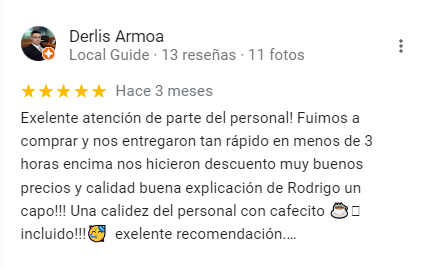 Derlis Armoa
Local Guide · 13 reseñas · 11 fotos
Hace 3 meses
Exelente atención de parte del personal! Fuimos a
comprar y nos entregaron tan rápido en menos de 3
horas encima nos hicieron descuento muy buenos
precios y calidad buena explicación de Rodrigo un
capo!!! Una calidez del personal con cafecito ☕▯
incluido!!!🥳 exelente recomendación....